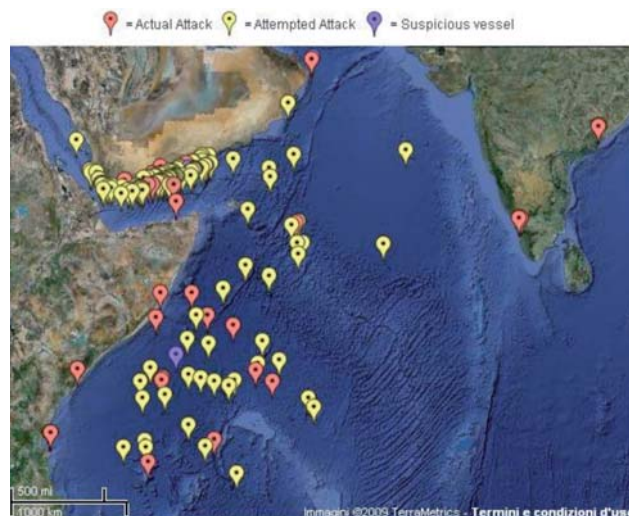 = Actual Attack = Attempted Attack = Suspicious vessel
500 mi
1000 km
Immagini ©2009 TerraMetrics - Termini e condizioni d'uso